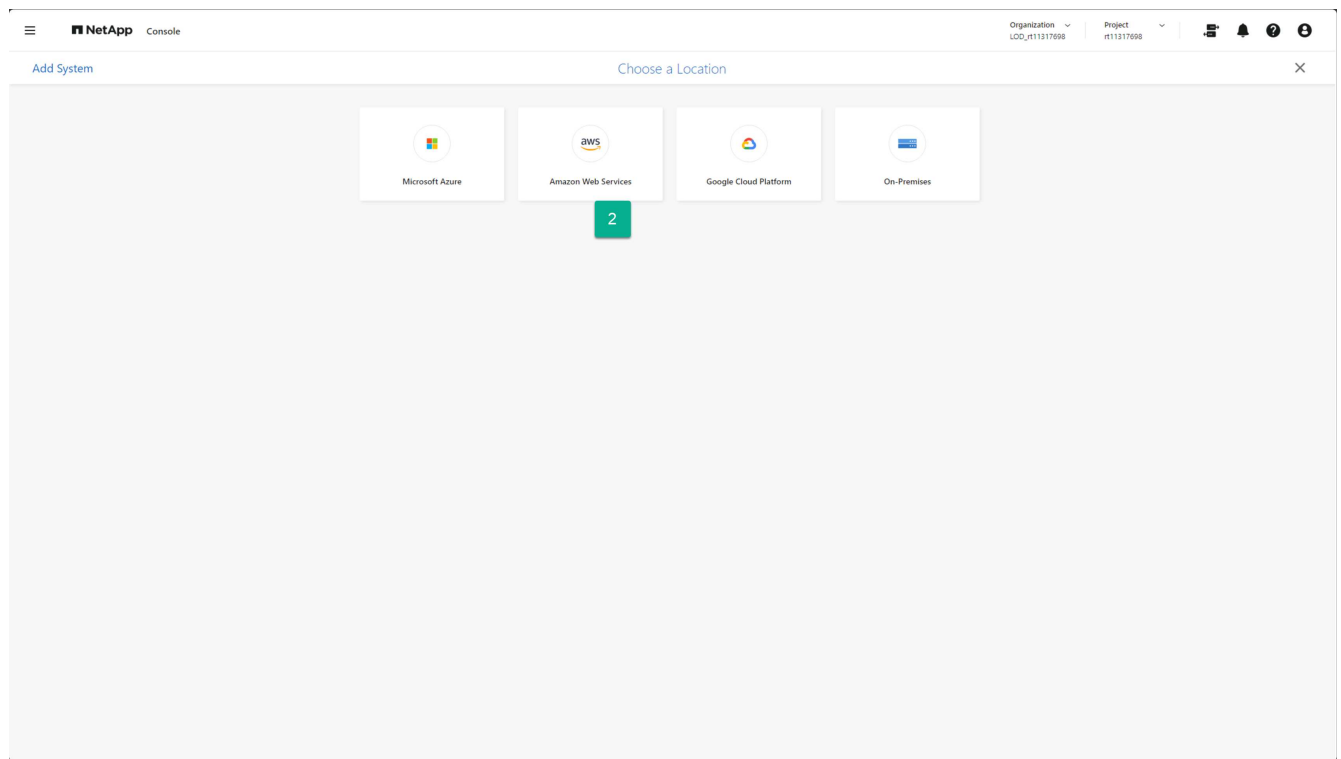 NetApp Console
Organization
LOD_rt11317698
Project
rt11317698
Add System
Choose a Location
Microsoft Azure
aws
Amazon Web Services
Google Cloud Platform
On-Premises
2